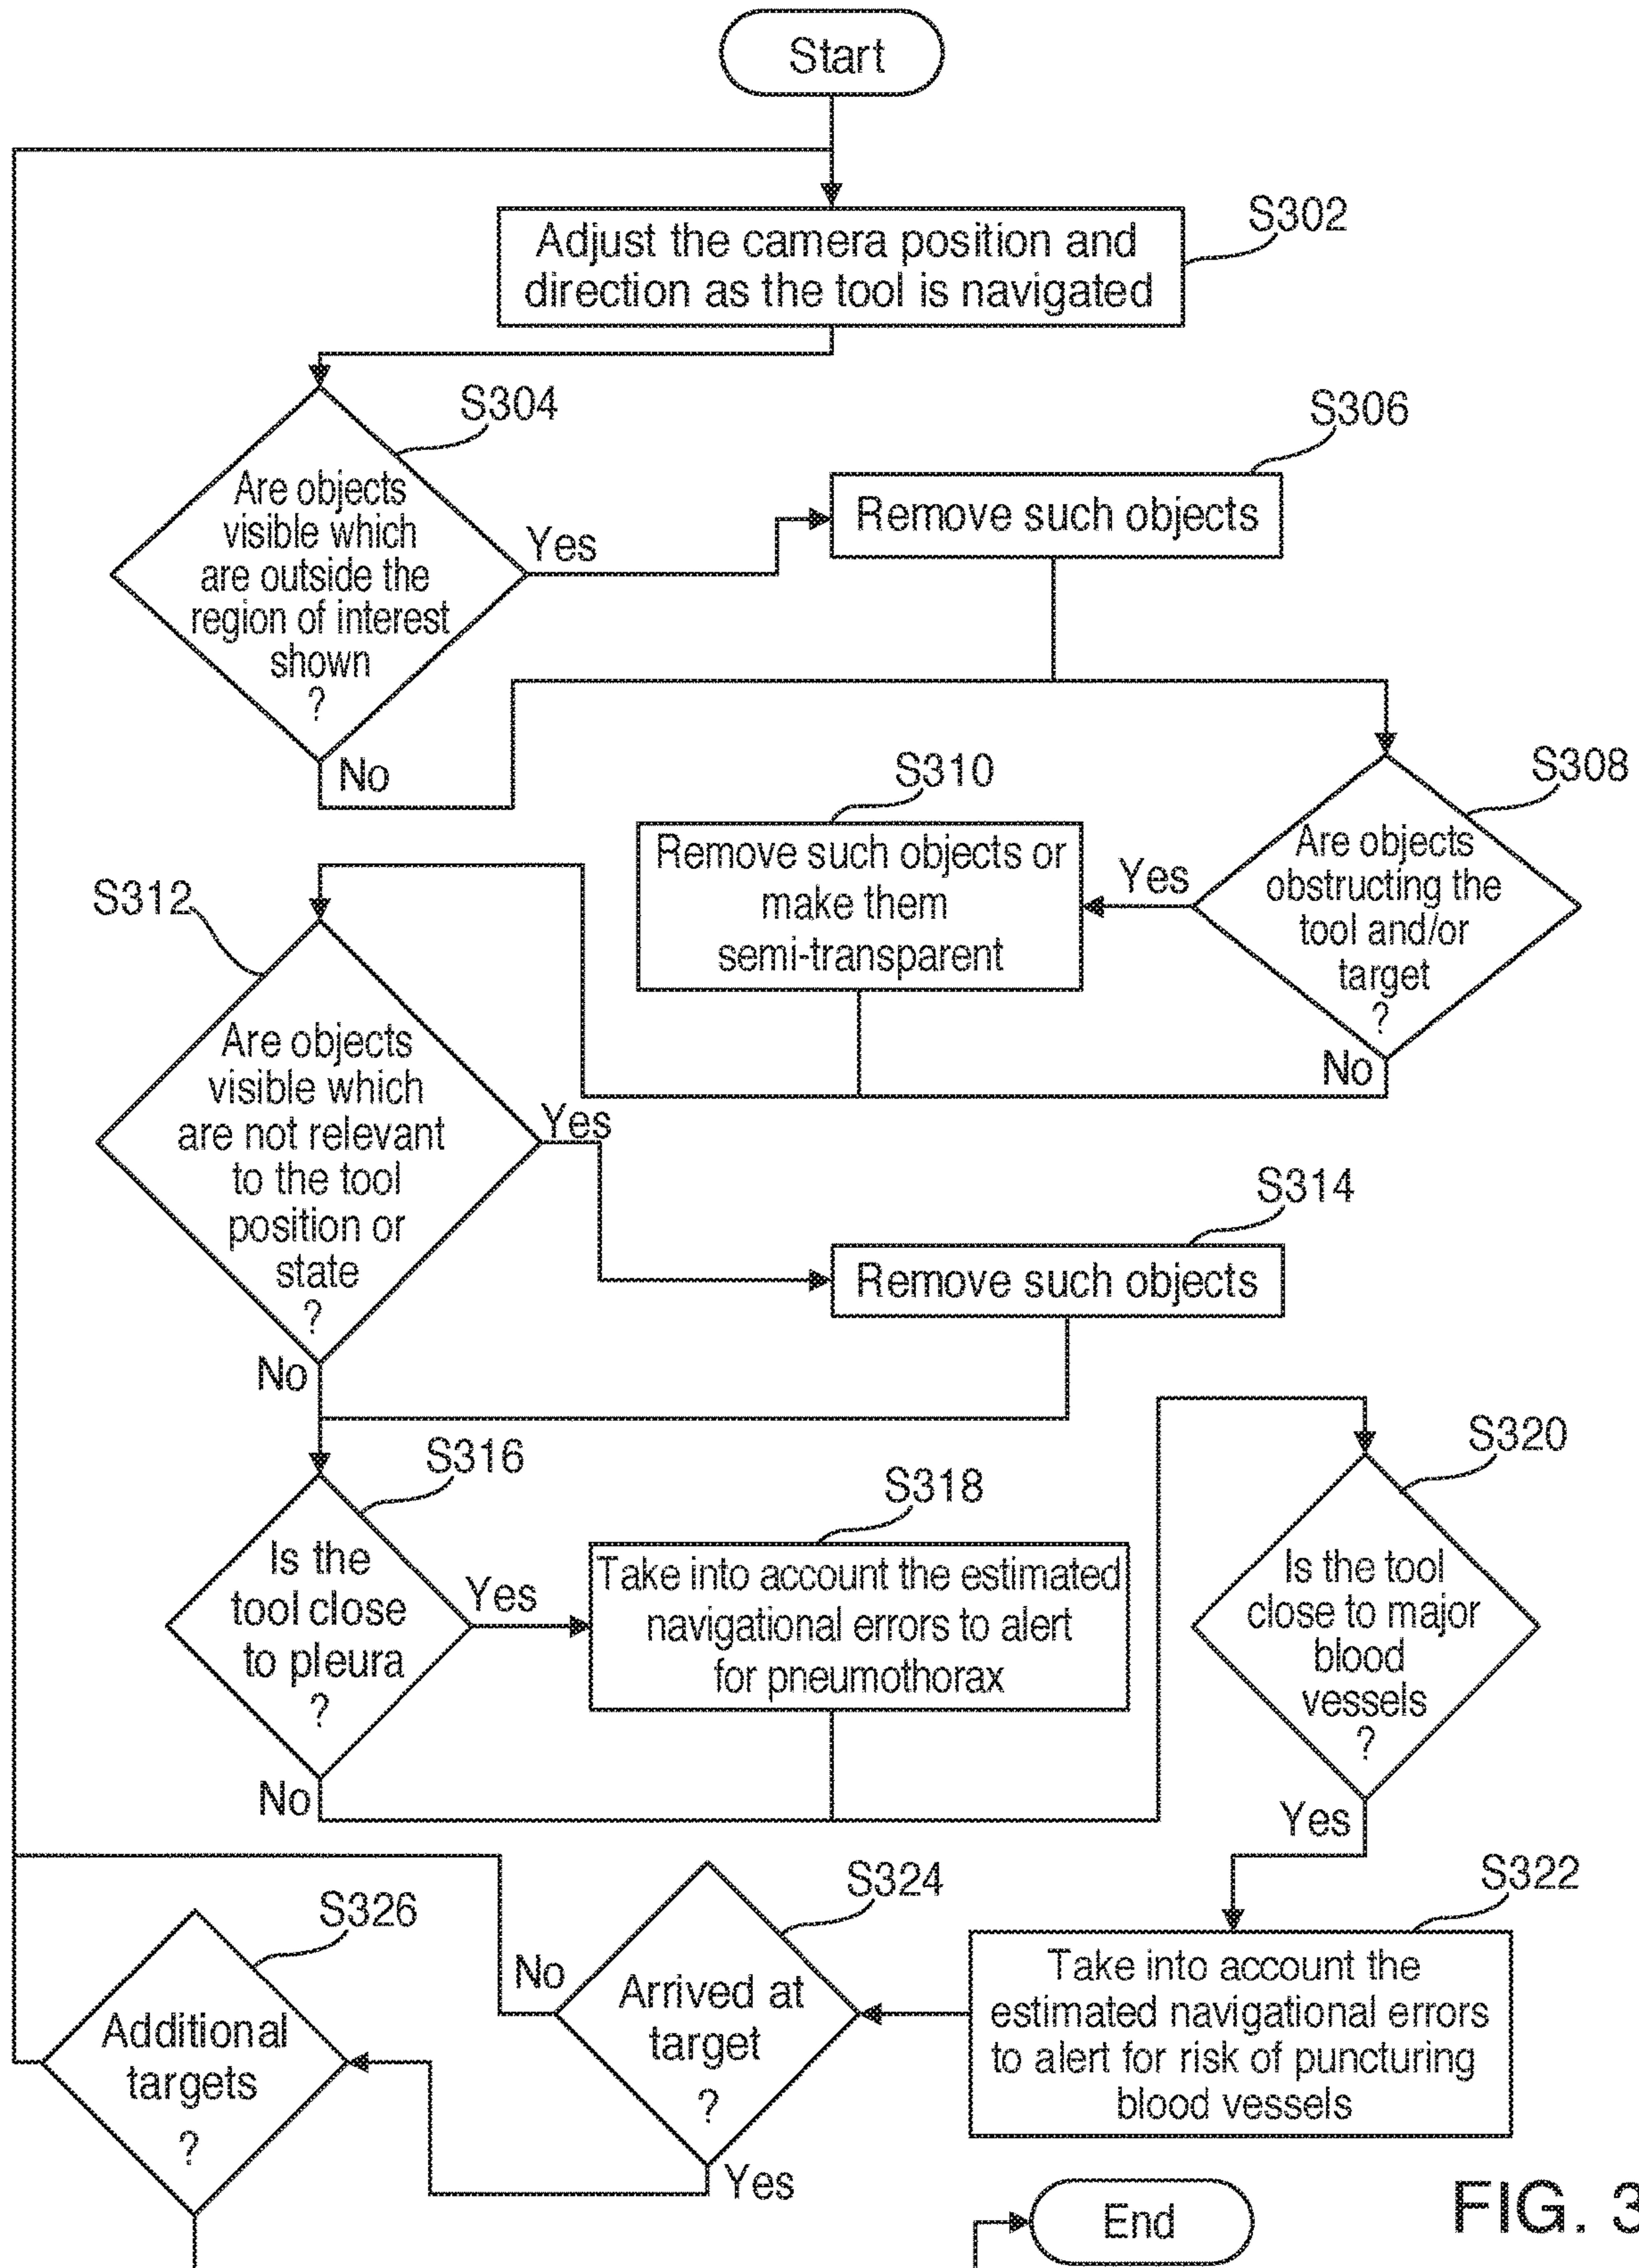 Start
S302
Adjust the camera position and
direction as the tool is navigated
S304
Are objects
visible which
are outside the
region of interest
shown
?
Yes
No
S306
Remove such objects
S308
Are objects
obstructing the
tool and/or
target
?
Yes
No
S310
Remove such objects or
make them
semi-transparent
S312
Are objects
visible which
are not relevant
to the tool
position or
state
?
Yes
No
S314
Remove such objects
S316
Is the
tool close
to pleura
?
Yes
No
S318
Take into account the estimated
navigational errors to alert
for pneumothorax
S320
Is the tool
close to major
blood
vessels
?
Yes
S322
Take into account the
estimated navigational errors
to alert for risk of puncturing
blood vessels
S324
Arrived at
target
?
No
Yes
S326
Additional
targets
?
End
FIG. 3